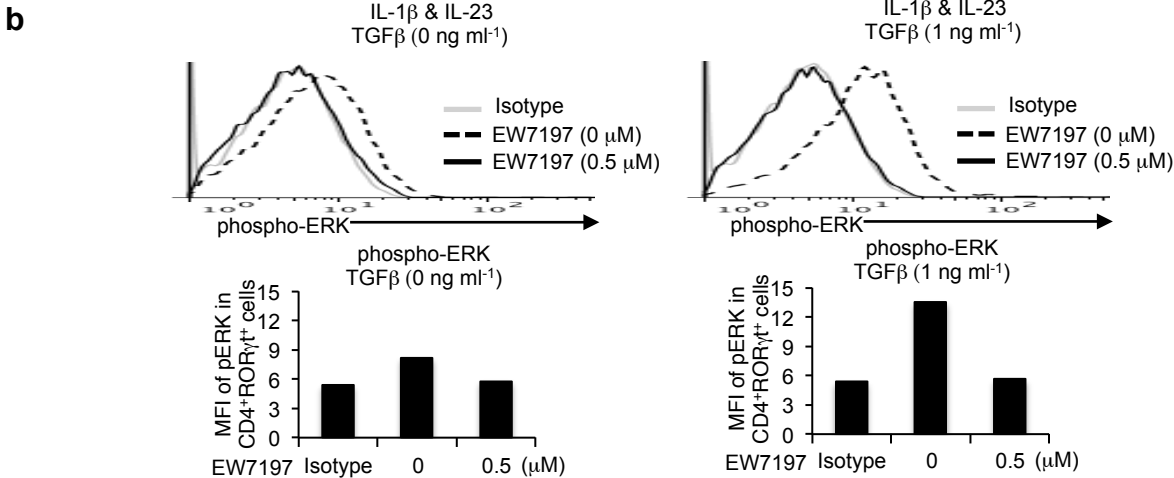 b
IL-1β & IL-23
TGFβ (0 ng ml-1)
Isotype
EW7197 (0 μM)
EW7197 (0.5 μM)
10⁰ 10¹ 10²
phospho-ERK
phospho-ERK
TGFβ (0 ng ml-1)
MFI of pERK in
CD4+RORγt+ cells
15
12
9
6
3
0
EW7197 Isotype 0 0.5 (μM)
IL-1β & IL-23
TGFβ (1 ng ml-1)
Isotype
EW7197 (0 μM)
EW7197 (0.5 μM)
10⁰ 10¹ 10²
phospho-ERK
phospho-ERK
TGFβ (1 ng ml-1)
MFI of pERK in
CD4+RORγt+ cells
15
12
9
6
3
0
EW7197 Isotype 0 0.5 (μM)